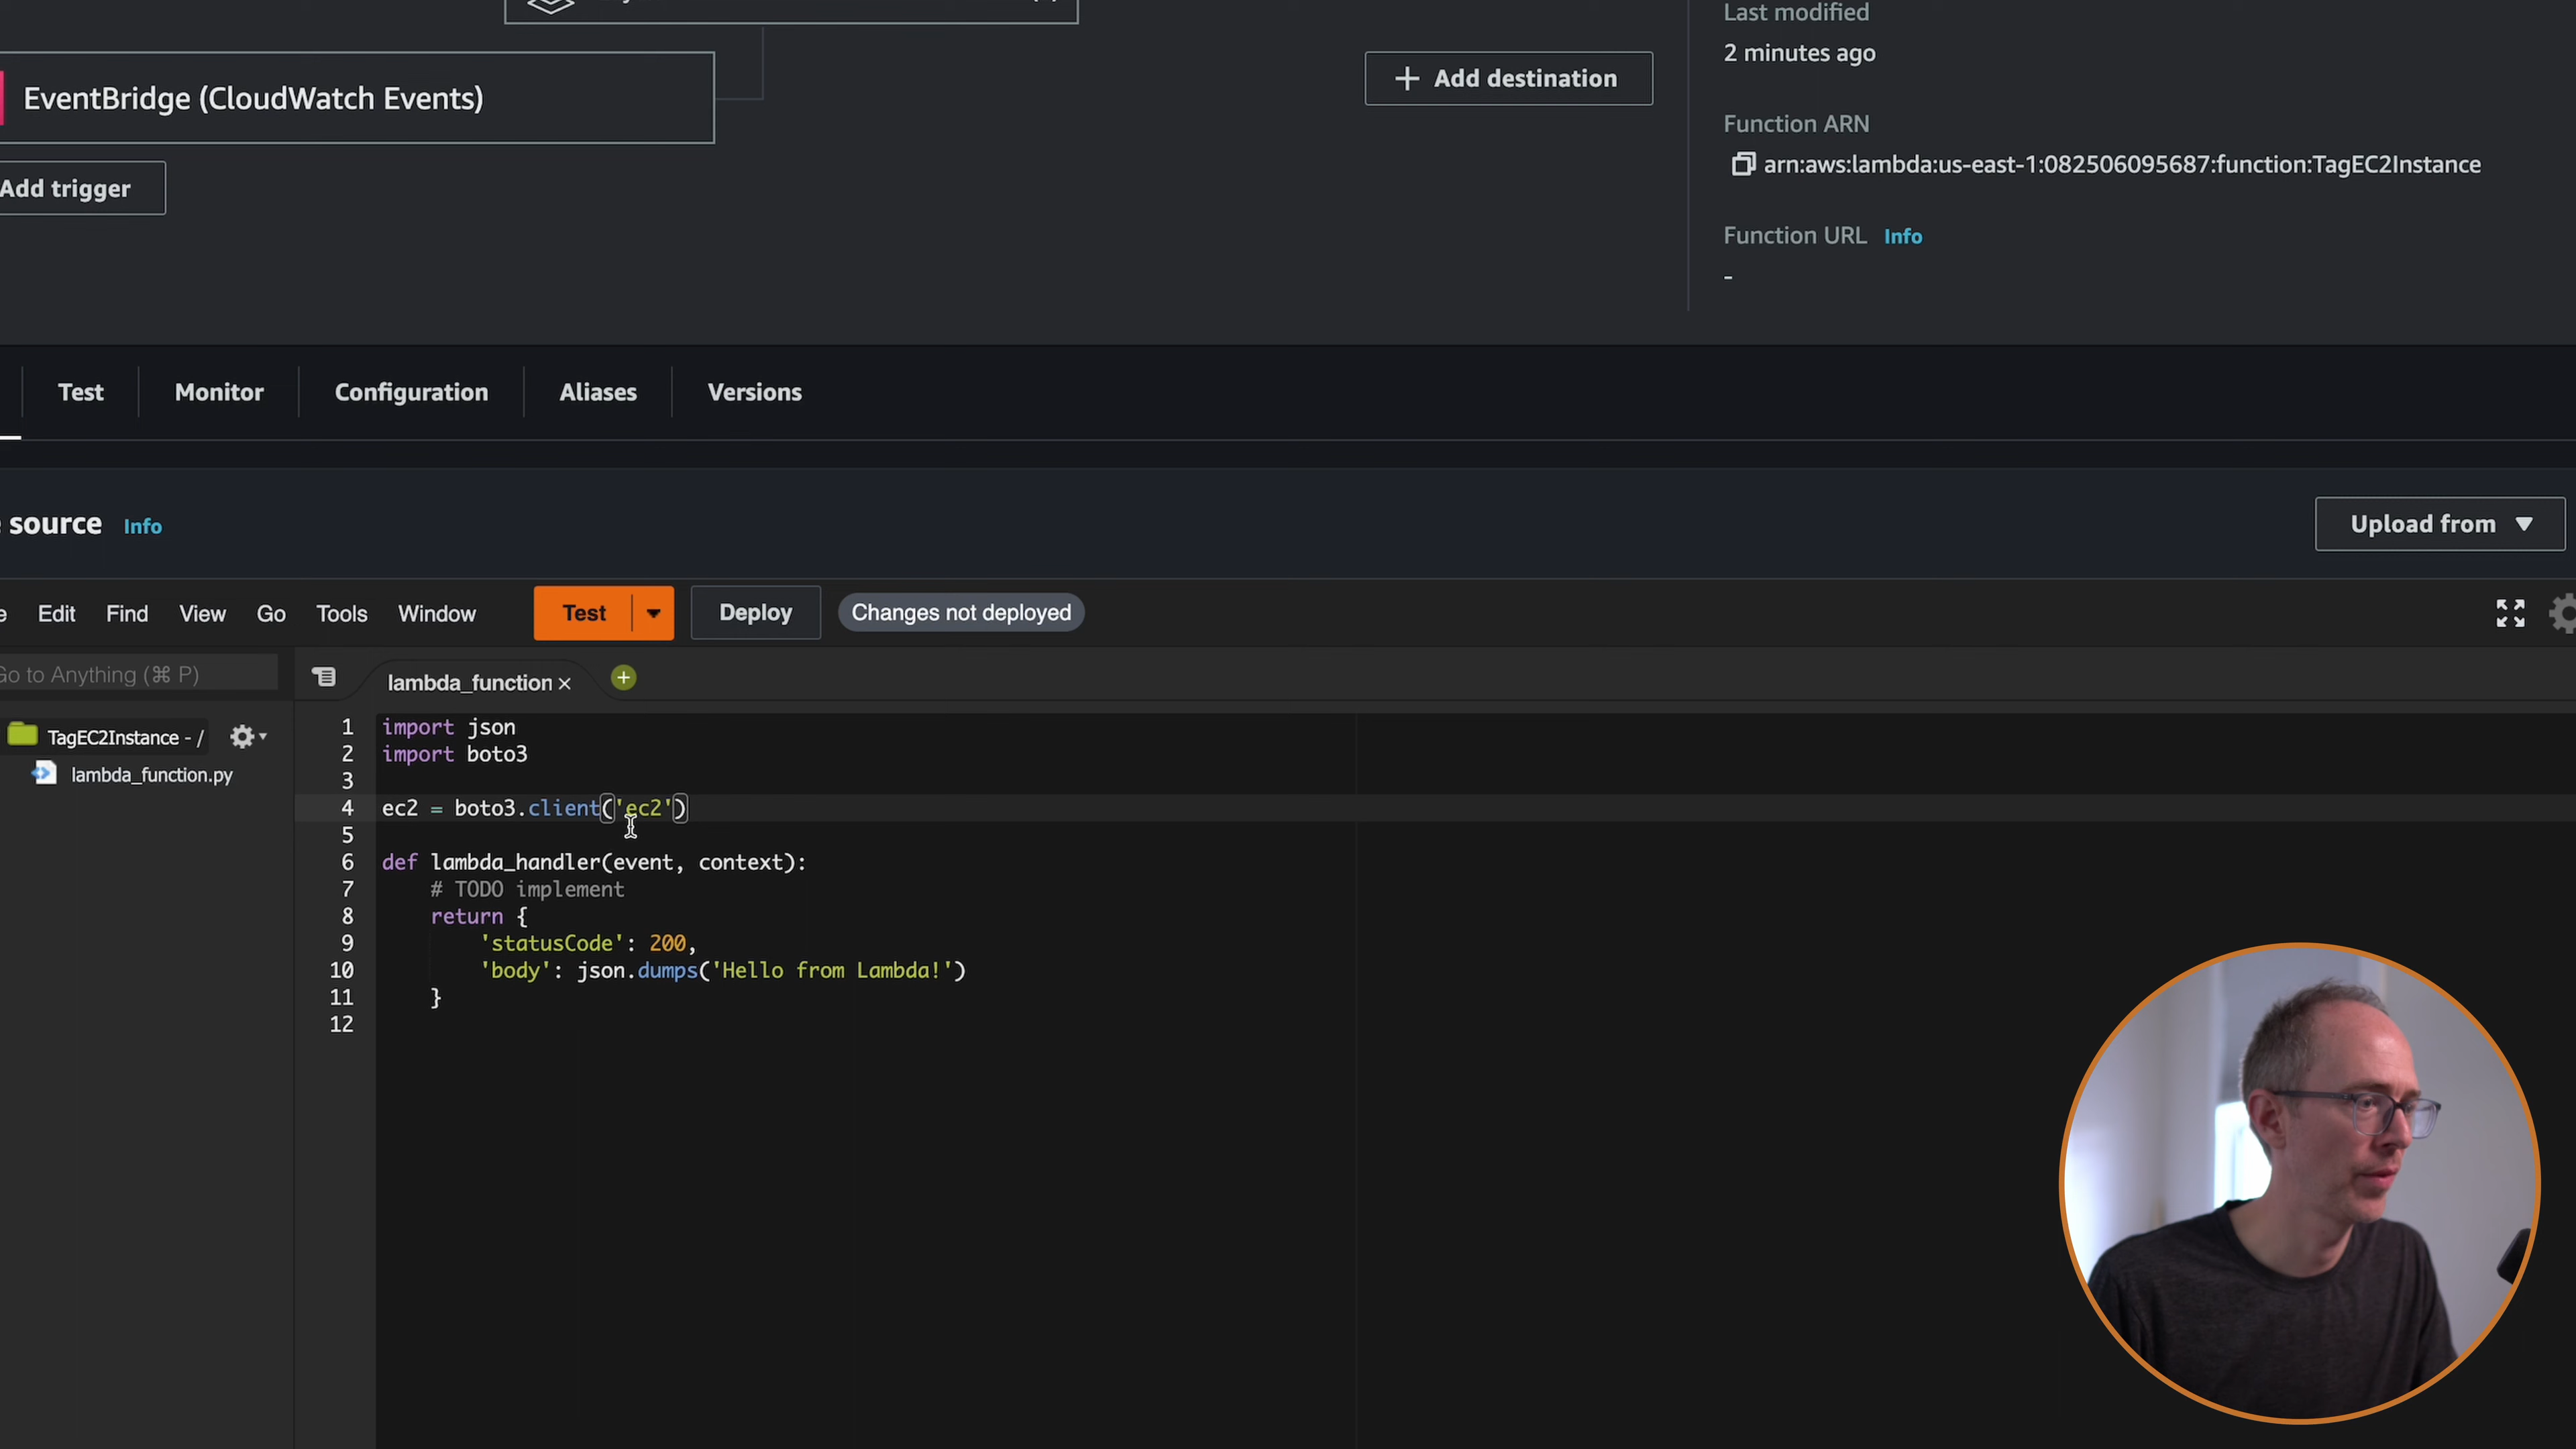 Last modified
2 minutes ago
EventBridge (CloudWatch Events)
Add destination
Function ARN
arn:aws:lambda:us-east-1:082506095687:function:TagEC2Instance
Add trigger
Function URL Info
-
Test Monitor Configuration Aliases Versions
source Info
Upload from
Edit Find View Go Tools Window Test Deploy Changes not deployed
Go to Anything (⌘ P)
lambda_function
TagEC2Instance - /
lambda_function.py
1 import json
2 import boto3
3
4 ec2 = boto3.client('ec2')
5
6 def lambda_handler(event, context):
7 # TODO implement
8 return {
9 'statusCode': 200,
10 'body': json.dumps('Hello from Lambda!')
11 }
12